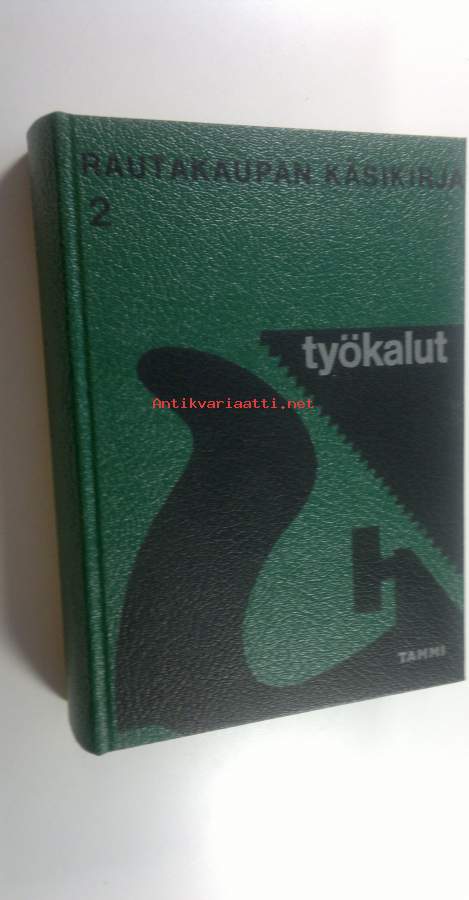 RAUTAKAUPAN KÄSIKIRJA
2
työkalut
Antikvariaatti.net
TAMMI